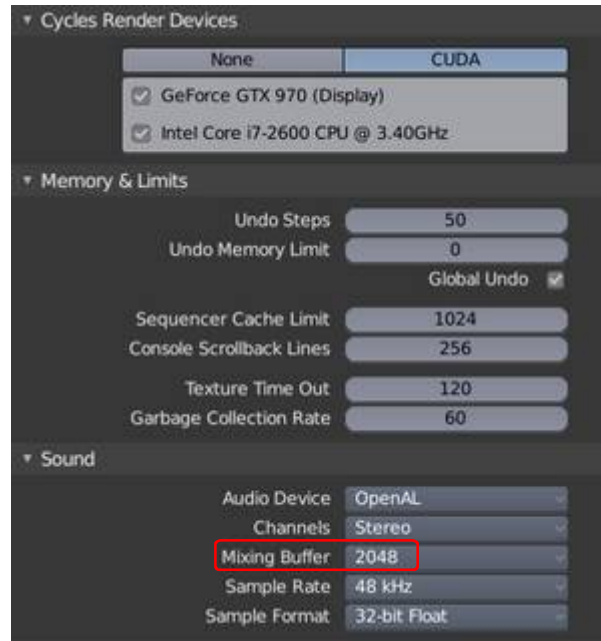 Cycles Render Devices
None CUDA
GeForce GTX 970 (Display)
Intel Core i7-2600 CPU @ 3.40GHz
Memory & Limits
Undo Steps 50
Undo Memory Limit 0
Global Undo
Sequencer Cache Limit 1024
Console Scrollback Lines 256
Texture Time Out 120
Garbage Collection Rate 60
Sound
Audio Device OpenAL
Channels Stereo
Mixing Buffer 2048
Sample Rate 48 kHz
Sample Format 32-bit Float